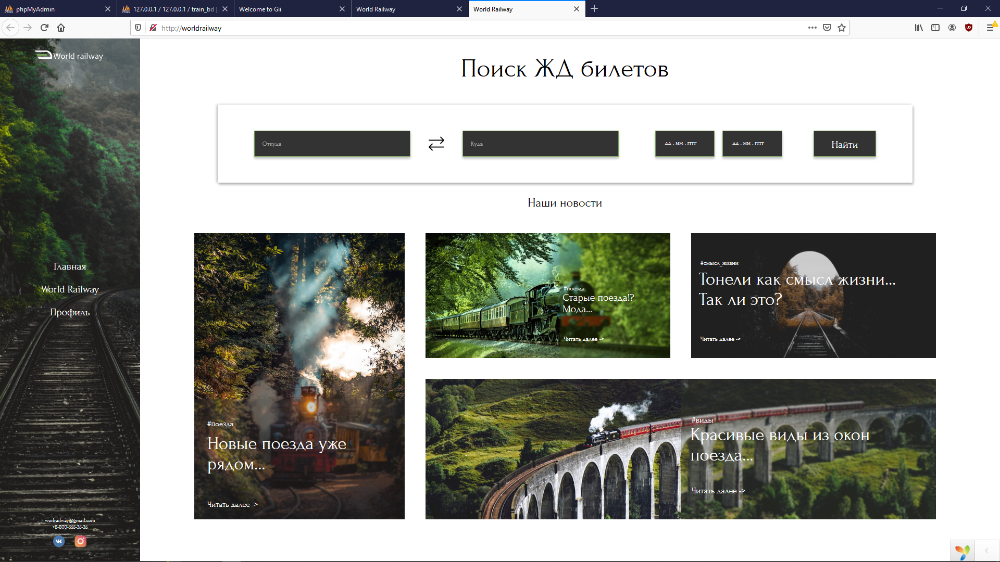 phpMyAdmin
127.0.0.1 / 127.0.0.1 / train_bd |
Welcome to Gii
World Railway
World Railway
http://worldrailway
World railway
Главная
World Railway
Профиль
worlrailway@gmail.com
+8-800-555-35-35
Поиск ЖД билетов
Откуда
Куда
дд . мм . гггг
дд . мм . гггг
Найти
Наши новости
#поезда
Новые поезда уже
рядом...
Читать далее ->
#поезда
Старые поезда!?
Мода...
Читать далее ->
#смысл_жизни
Тонели как смысл жизни...
Так ли это?
Читать далее ->
#виды
Красивые виды из окон
поезда...
Читать далее ->